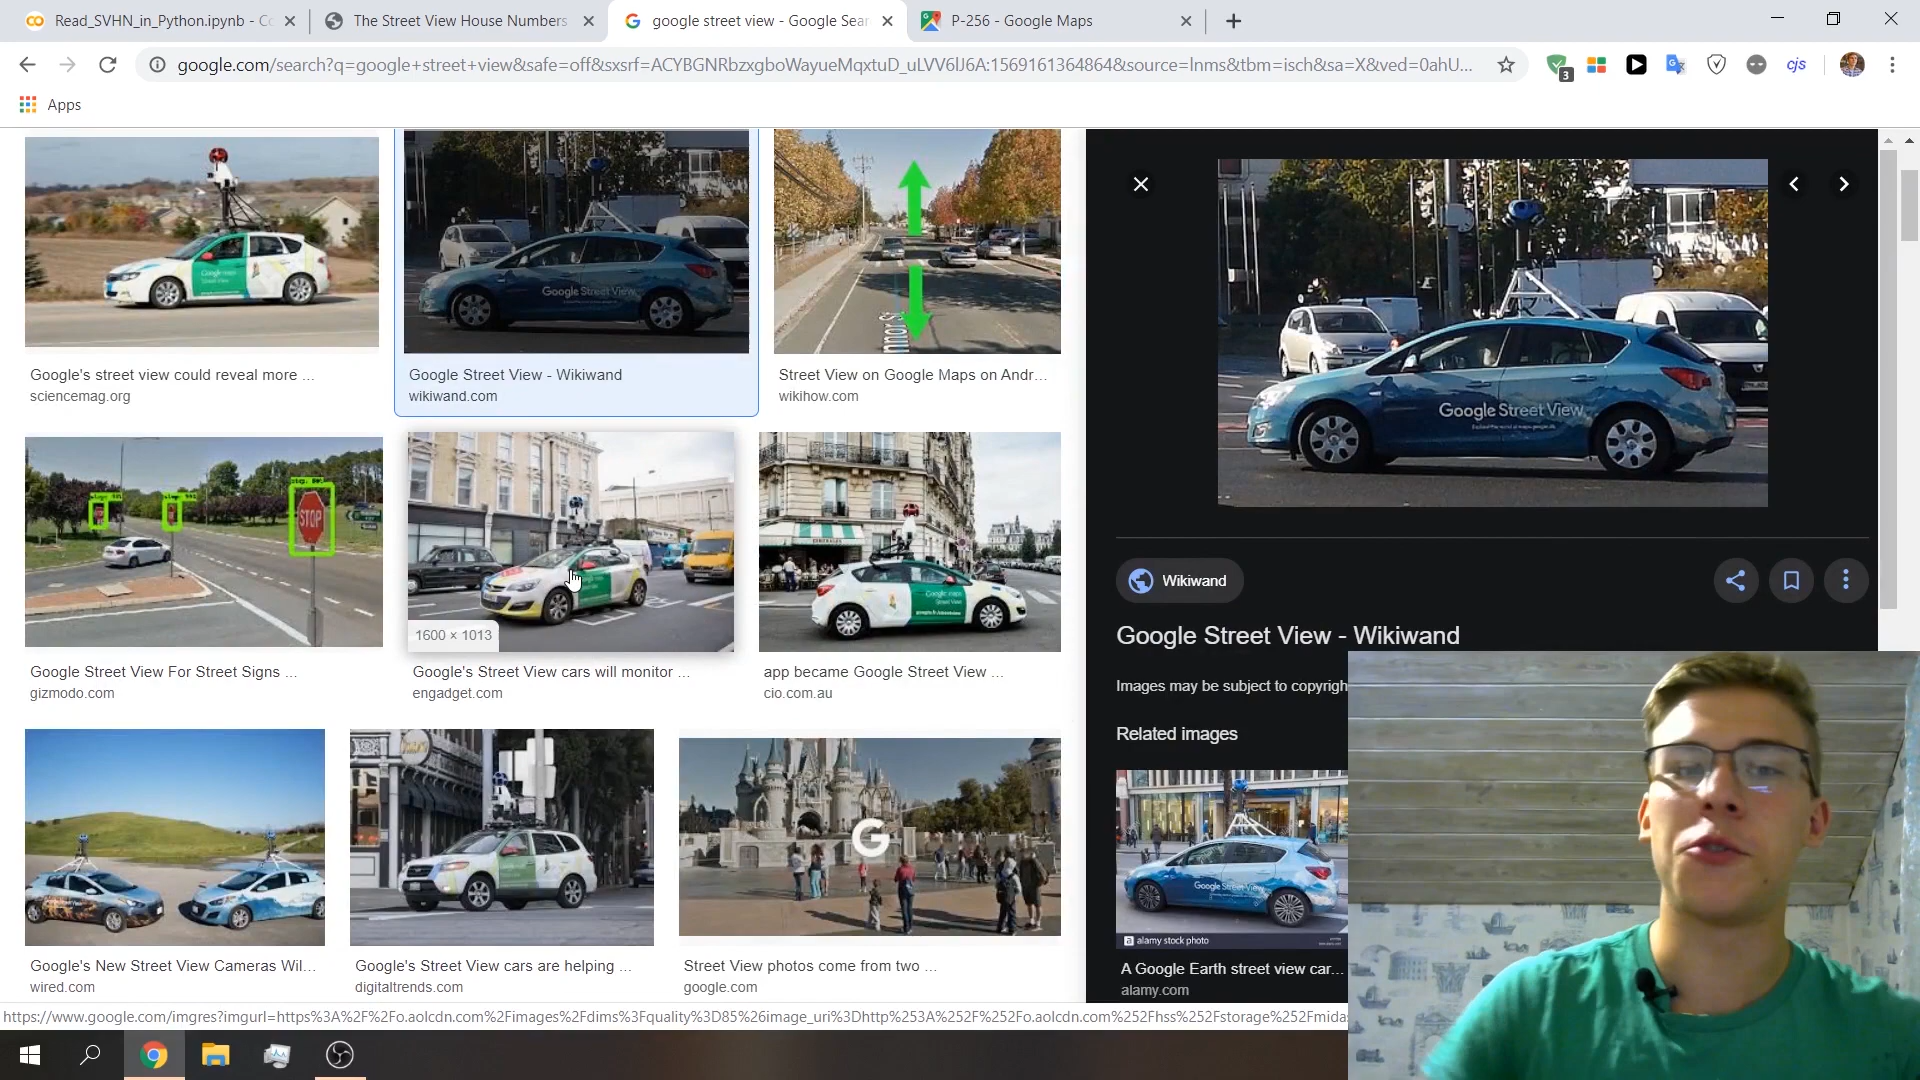 Read_SVHN_in_Python.ipynb - Co
The Street View House Numbers
google street view - Google Sear
P-256 - Google Maps
google.com/search?q=google+street+view&safe=off&sxsrf=ACYBGNRbzxgboWayueMqxtuD_uLVV6lJ6A:1569161364864&source=lnms&tbm=isch&sa=X&ved=0ahU...
3
cjs
Apps
Google Street View
Google Street View
Google's street view could reveal more ...
sciencemag.org
Google Street View - Wikiwand
wikiwand.com
Street View on Google Maps on Andr...
wikihow.com
STOP
1600 × 1013
Wikiwand
Google Street View - Wikiwand
Google Street View For Street Signs ...
gizmodo.com
Google's Street View cars will monitor ...
engadget.com
app became Google Street View ...
cio.com.au
Images may be subject to copyrigh
Related images
G
Google Street View
a alamy stock photo
Google's New Street View Cameras Wil...
wired.com
Google's Street View cars are helping ...
digitaltrends.com
Street View photos come from two ...
google.com
A Google Earth street view car...
alamy.com
https://www.google.com/imgres?imgurl=https%3A%2F%2Fo.aolcdn.com%2Fimages%2Fdims%3Fquality%3D85%26image_uri%3Dhttp%253A%252F%252Fo.aolcdn.com%252Fhss%252Fstorage%252Fmidas